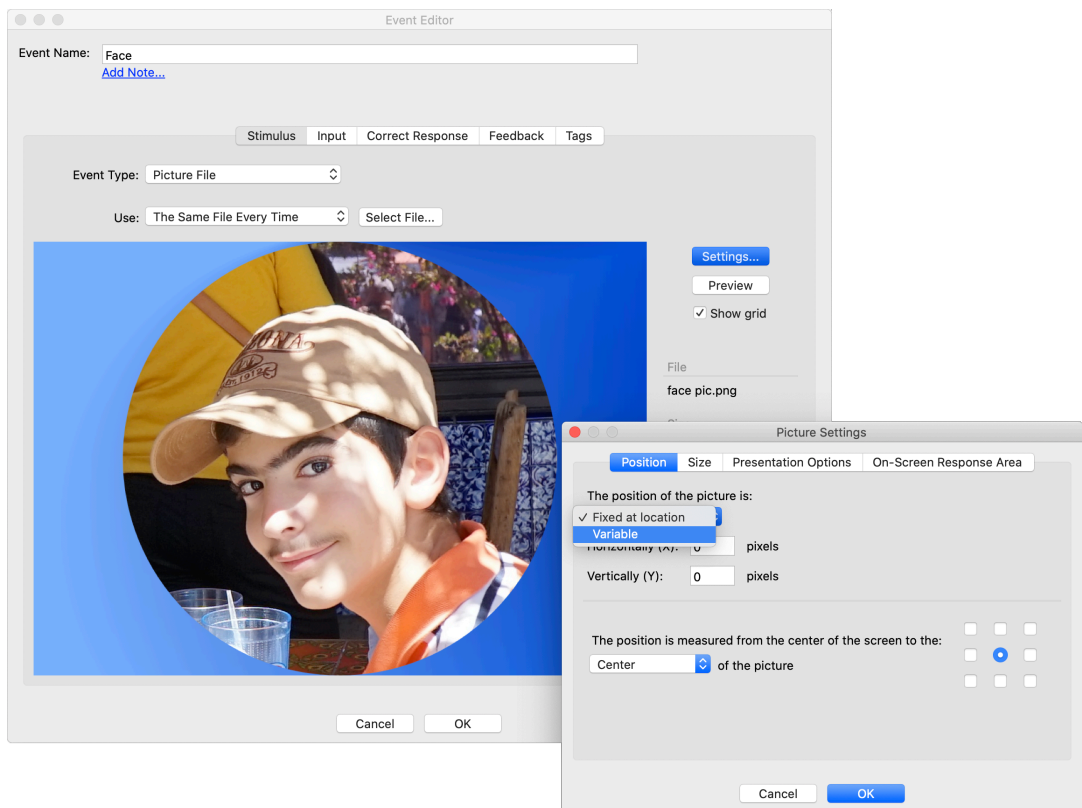 Event Editor
Event Name: Face
Add Note...
Stimulus Input Correct Response Feedback Tags
Event Type: Picture File
Use: The Same File Every Time Select File...
Settings...
Preview
Show grid
File
face pic.png
Picture Settings
Position Size Presentation Options On-Screen Response Area
The position of the picture is:
Fixed at location
Variable
Horizontally (X): 0 pixels
Vertically (Y): 0 pixels
The position is measured from the center of the screen to the:
Center of the picture
Cancel OK
Cancel OK